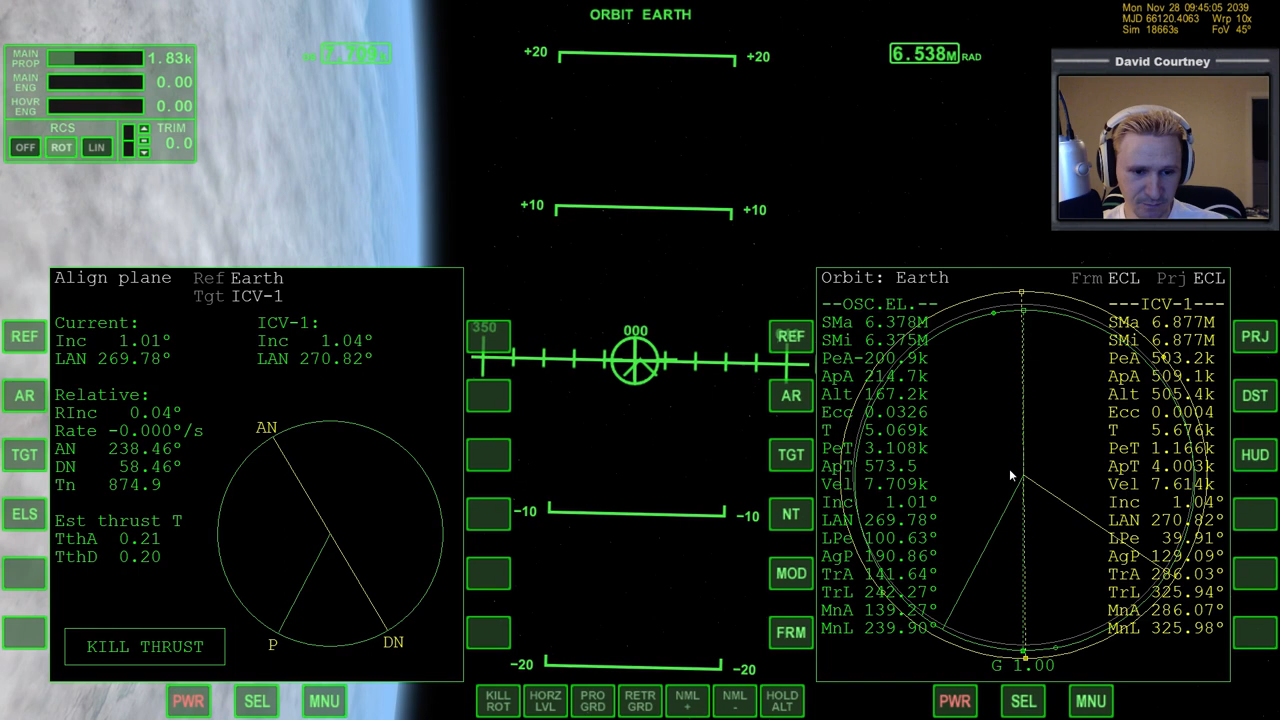 ORBIT EARTH
Mon Nov 28 09:45:05 2039
MJD 66120.4063 Wrp 10x
Sim 18663s FoV 45°
MAIN PROP 1.83k
MAIN ENG 0.00
HOVR ENG 0.00
RCS TRIM
OFF ROT LIN 0.0
6.538M RAD
David Courtney
+20 +20
+10 +10
350 000
-10 -10
-20 -20
Align plane Ref Earth
Tgt ICV-1
Current: ICV-1:
Inc 1.01° Inc 1.04°
LAN 269.78° LAN 270.82°
Relative:
RInc 0.04°
Rate -0.000°/s
AN 238.46°
DN 58.46°
Tn 874.9
Est thrust T
TthA 0.21
TthD 0.20
KILL THRUST
AN
P
DN
REF
AR
TGT
ELS
PWR SEL MNU
KILL ROT
HORZ LVL
PRO GRD
RETR GRD
NML +
NML -
HOLD ALT
REF
AR
TGT
NT
MOD
FRM
Orbit: Earth Frm ECL Prj ECL
--OSC.EL.-- ---ICV-1---
SMa 6.378M SMa 6.877M
SMi 6.375M SMi 6.877M
PeA-200.9k PeA 503.2k
ApA 214.7k ApA 509.1k
Alt 167.2k Alt 505.4k
Ecc 0.0326 Ecc 0.0004
T 5.069k T 5.676k
PeT 3.108k PeT 1.166k
ApT 573.5 ApT 4.003k
Vel 7.709k Vel 7.614k
Inc 1.01° Inc 1.04°
LAN 269.78° LAN 270.82°
LPe 100.63° LPe 39.91°
AgP 190.86° AgP 129.09°
TrA 141.64° TrA 286.03°
TrL 242.27° TrL 325.94°
MnA 139.27° MnA 286.07°
MnL 239.90° MnL 325.98°
G 1.00
PRJ
DST
HUD
PWR SEL MNU